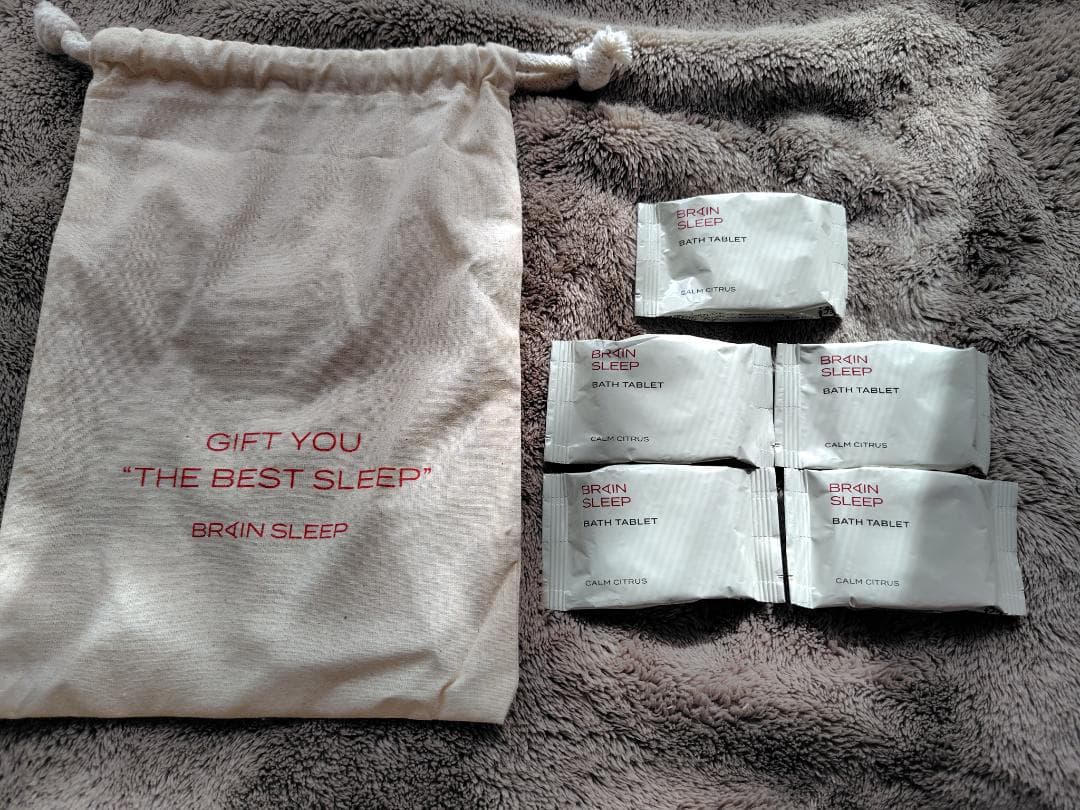 GIFT YOU
“THE BEST SLEEP”
BRAIN SLEEP
BRAIN
SLEEP
BATH TABLET
CALM CITRUS
BRAIN
SLEEP
BATH TABLET
CALM CITRUS
BRAIN
SLEEP
BATH TABLET
CALM CITRUS
BRAIN
SLEEP
BATH TABLET
CALM CITRUS
BRAIN
SLEEP
BATH TABLET
CALM CITRUS